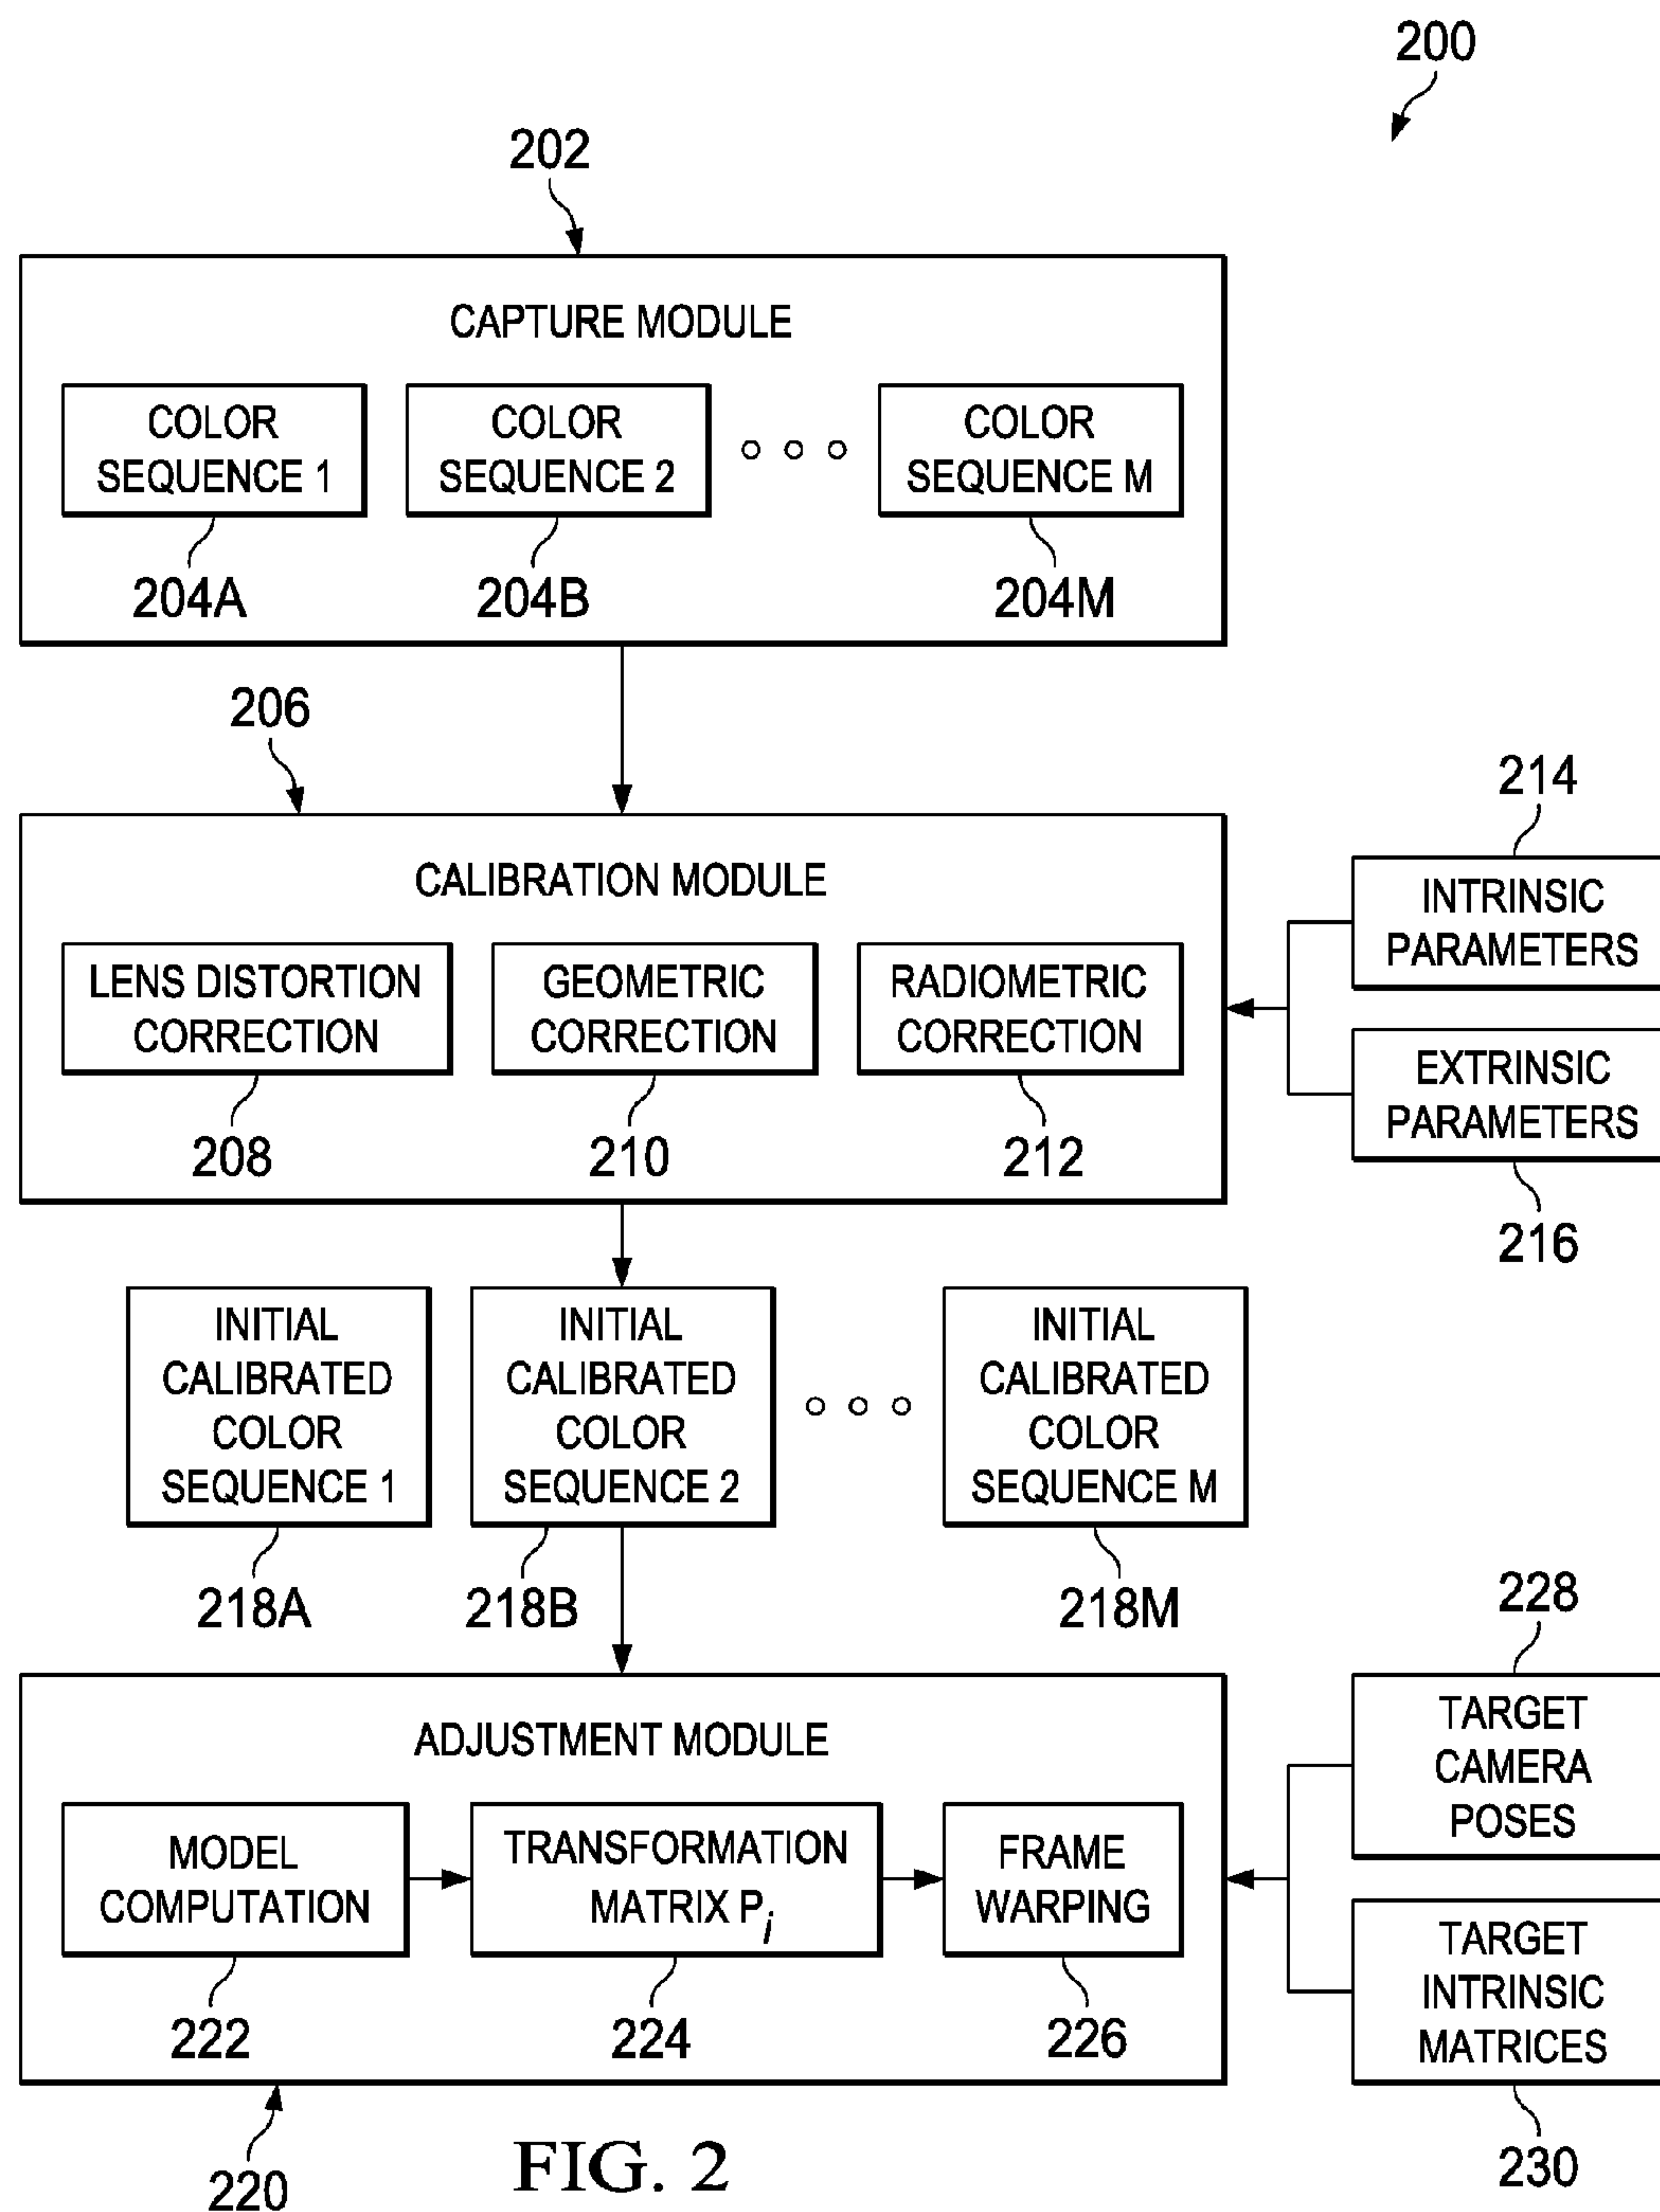 200
202
CAPTURE MODULE
COLOR
SEQUENCE 1
COLOR
SEQUENCE 2
COLOR
SEQUENCE M
204A
204B
204M
206
CALIBRATION MODULE
LENS DISTORTION
CORRECTION
GEOMETRIC
CORRECTION
RADIOMETRIC
CORRECTION
208
210
212
214
INTRINSIC
PARAMETERS
EXTRINSIC
PARAMETERS
216
INITIAL
CALIBRATED
COLOR
SEQUENCE 1
INITIAL
CALIBRATED
COLOR
SEQUENCE 2
INITIAL
CALIBRATED
COLOR
SEQUENCE M
218A
218B
218M
ADJUSTMENT MODULE
MODEL
COMPUTATION
TRANSFORMATION
MATRIX Pi
FRAME
WARPING
222
224
226
228
TARGET
CAMERA
POSES
TARGET
INTRINSIC
MATRICES
230
220
FIG. 2